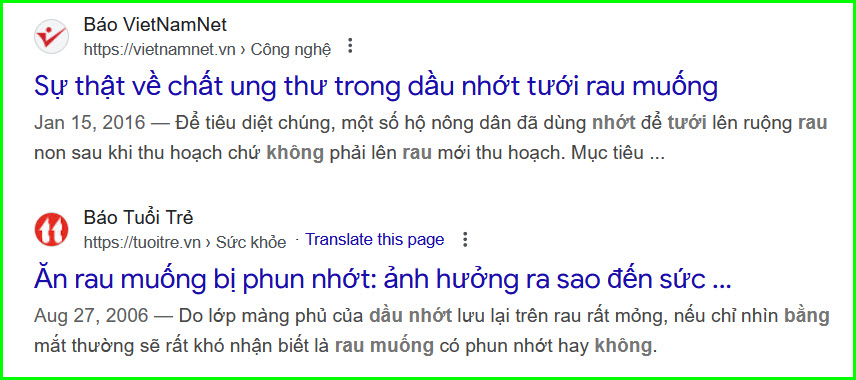 Báo VietNamNet
https://vietnamnet.vn › Công nghệ
Sự thật về chất ung thư trong dầu nhớt tưới rau muống
Jan 15, 2016 — Để tiêu diệt chúng, một số hộ nông dân đã dùng nhớt để tưới lên ruộng rau
non sau khi thu hoạch chứ không phải lên rau mới thu hoạch. Mục tiêu ...
Báo Tuổi Trẻ
https://tuoitre.vn › Sức khỏe · Translate this page
Ăn rau muống bị phun nhớt: ảnh hưởng ra sao đến sức ...
Aug 27, 2006 — Do lớp màng phủ của dầu nhớt lưu lại trên rau rất mỏng, nếu chỉ nhìn bằng
mắt thường sẽ rất khó nhận biết là rau muống có phun nhớt hay không.